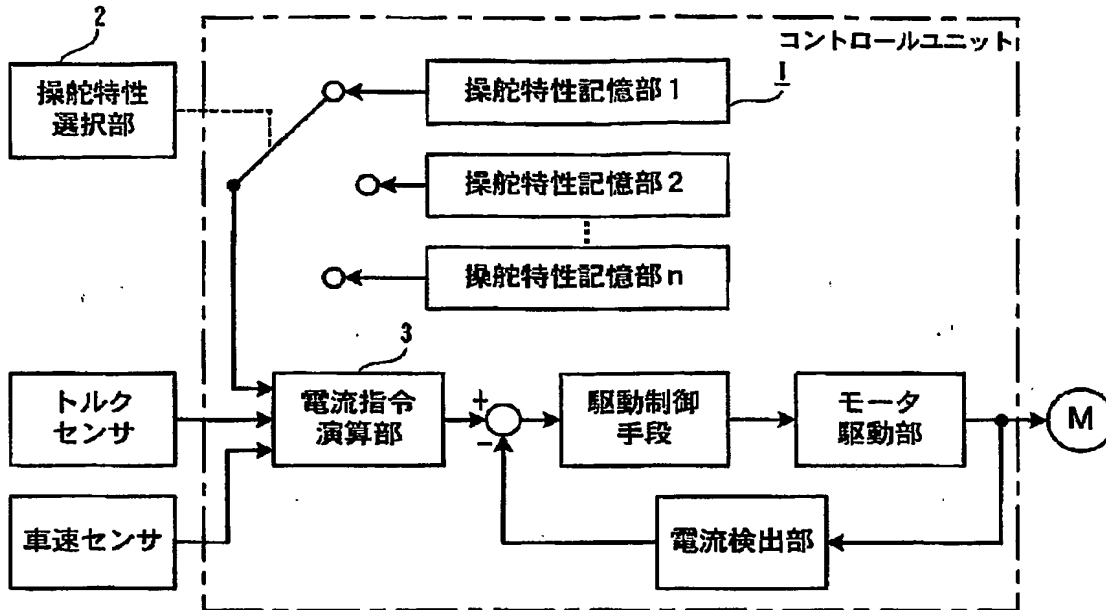 2
コントロールユニット
操舵特性
選択部
操舵特性記憶部1
1
操舵特性記憶部2
操舵特性記憶部n
3
トルク
センサ
電流指令
演算部
+
-
駆動制御
手段
モータ
駆動部
M
車速センサ
電流検出部